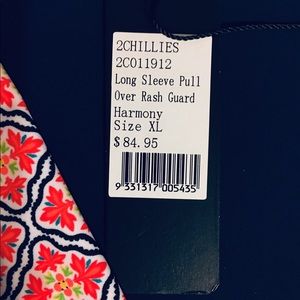 2CHILLIES
2C011912
Long Sleeve Pull
Over Rash Guard
Harmony
Size XL
$ 84.95
9 331317 005435